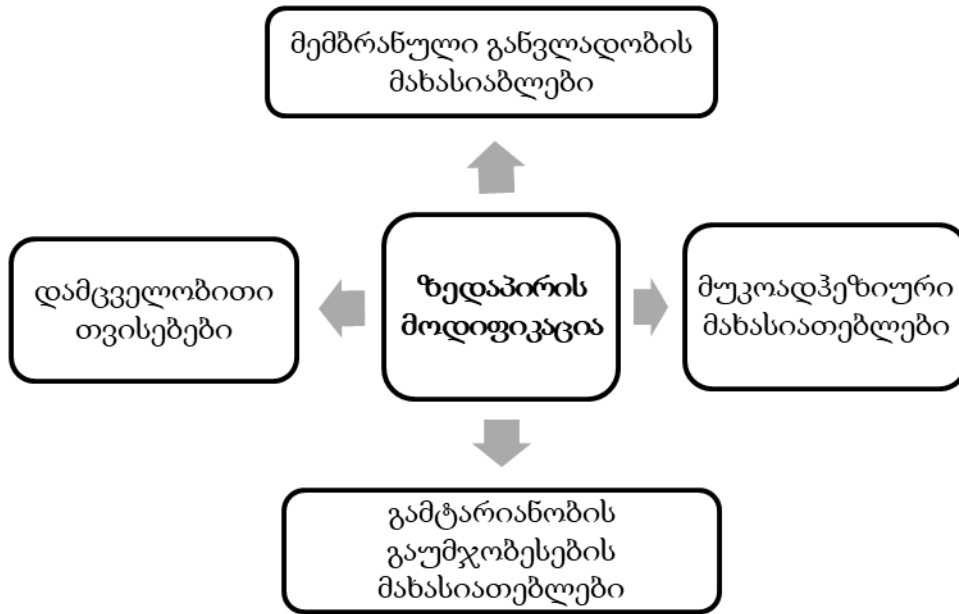 მემბრანული განვლადობის
მახასიაბლები
დამცველობითი
თვისებები
ზედაპირის
მოდიფიკაცია
მუკოადჰეზიური
მახასიათებლები
გამტარიანობის
გაუმჯობესების
მახასიათებლები